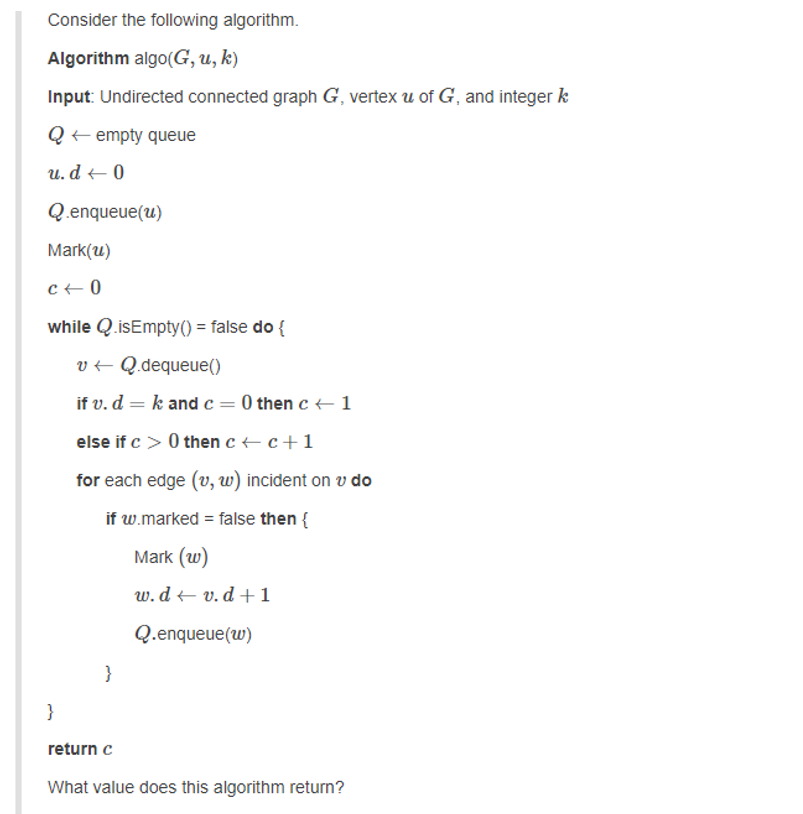 Consider the following algorithm.
Algorithm algo(G, u, k)
Input: Undirected connected graph G, vertex u of G, and integer k
Q ← empty queue
u. d ← 0
Q.enqueue(u)
Mark(u)
c ← 0
while Q.isEmpty() = false do {
v ← Q.dequeue()
if v. d = k and c = 0 then c ← 1
else if c > 0 then c ← c + 1
for each edge (v, w) incident on v do
if w.marked = false then {
Mark (w)
w. d ← v. d + 1
Q.enqueue(w)
}
}
return c
What value does this algorithm return?